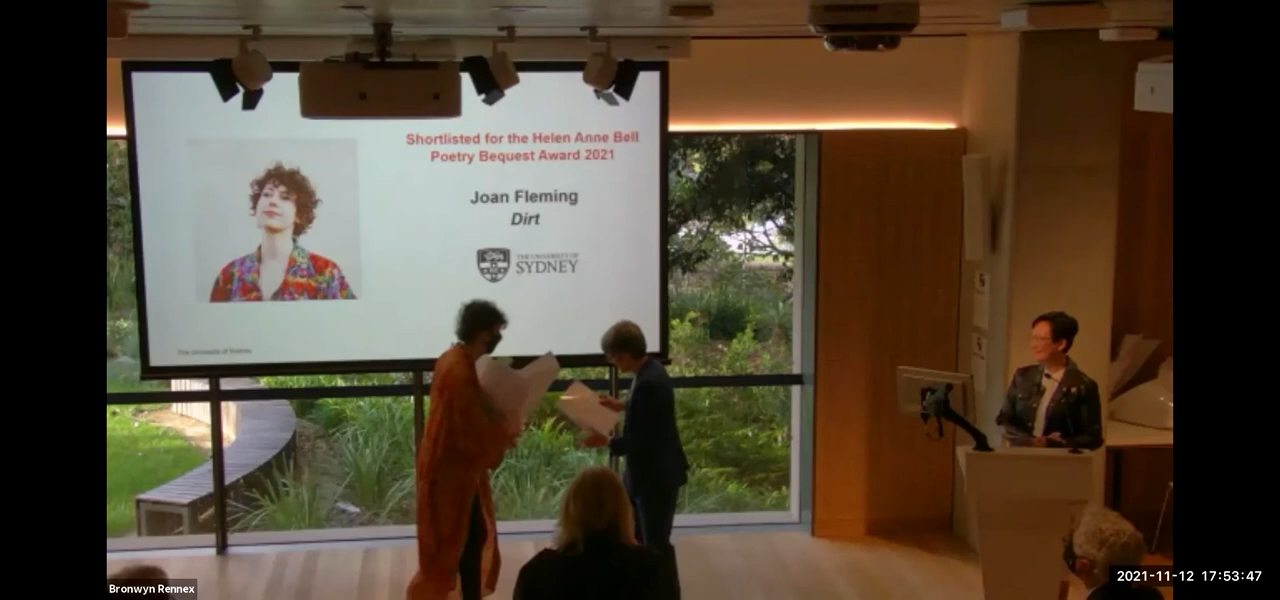 Shortlisted for the Helen Anne Bell
Poetry Bequest Award 2021
Joan Fleming
Dirt
THE UNIVERSITY OF
SYDNEY
The University of Sydney
Bronwyn Rennex
2021-11-12 17:53:47